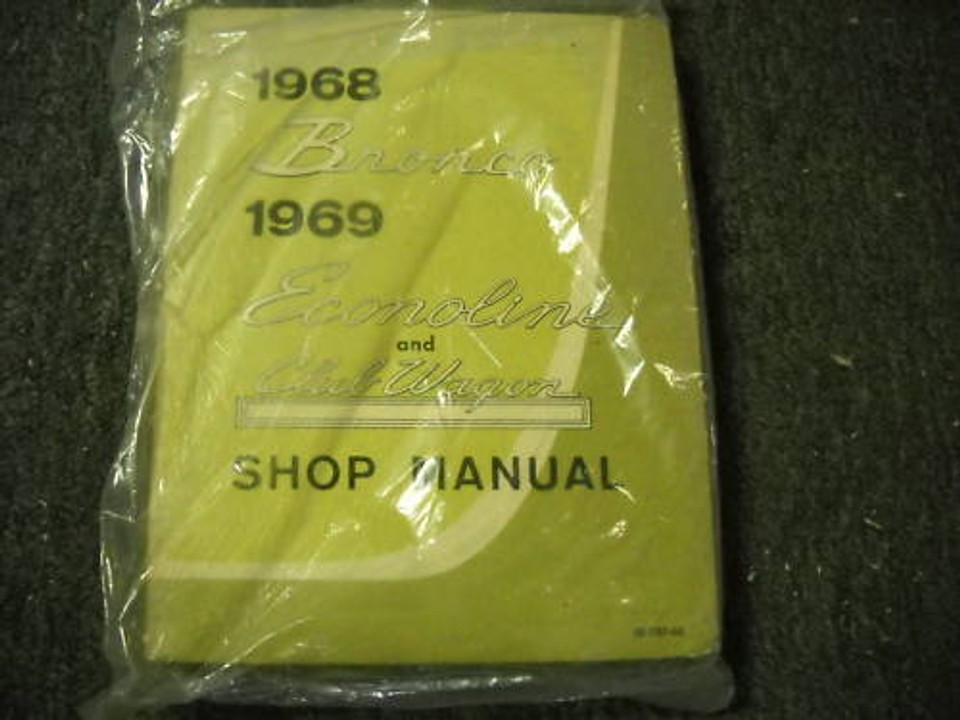 1968
Bronco
1969
Econoline
and
Club Wagon
SHOP MANUAL